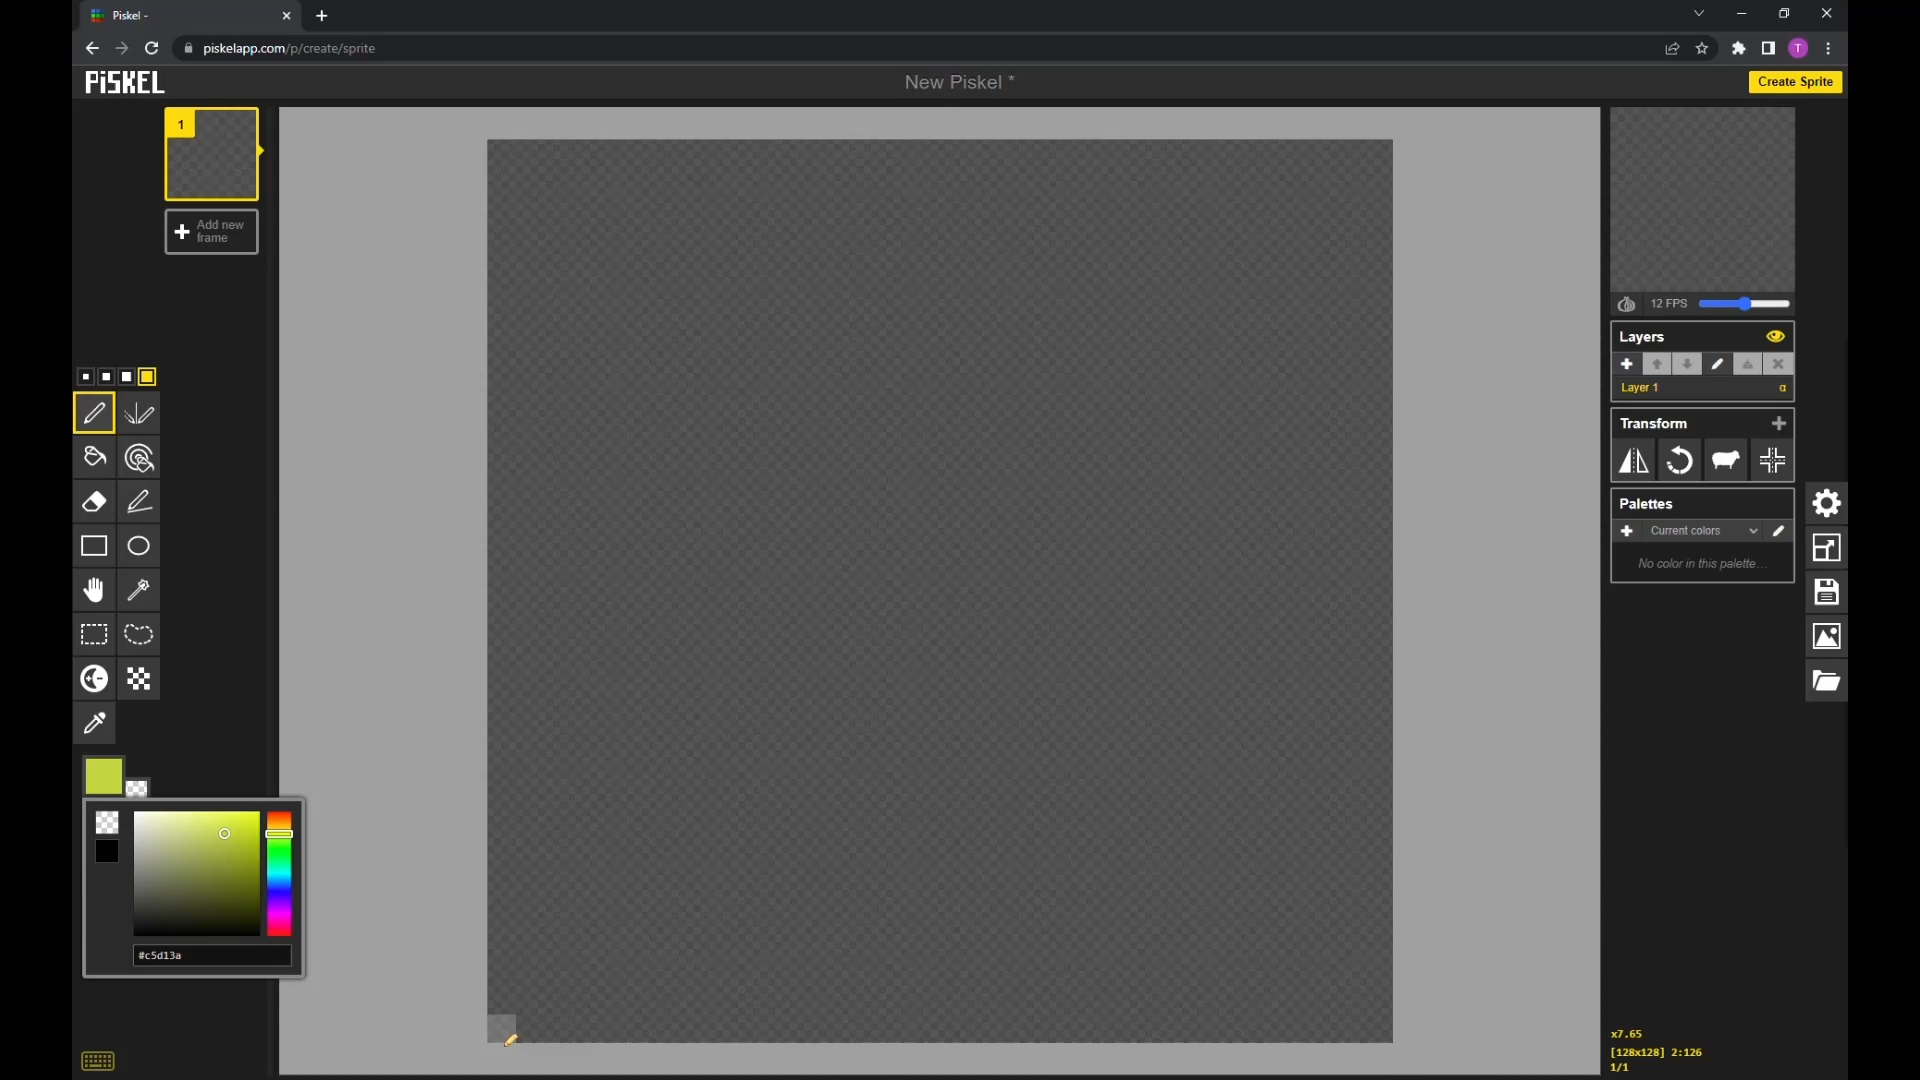 Piskel -
piskelapp.com/p/create/sprite
PiSKEL
New Piskel *
Create Sprite
1
Add new
frame
12 FPS
Layers
Layer 1
α
Transform
Palettes
Current colors
No color in this palette...
#c5d13a
x7.65
[128x128] 2:126
1/1
T